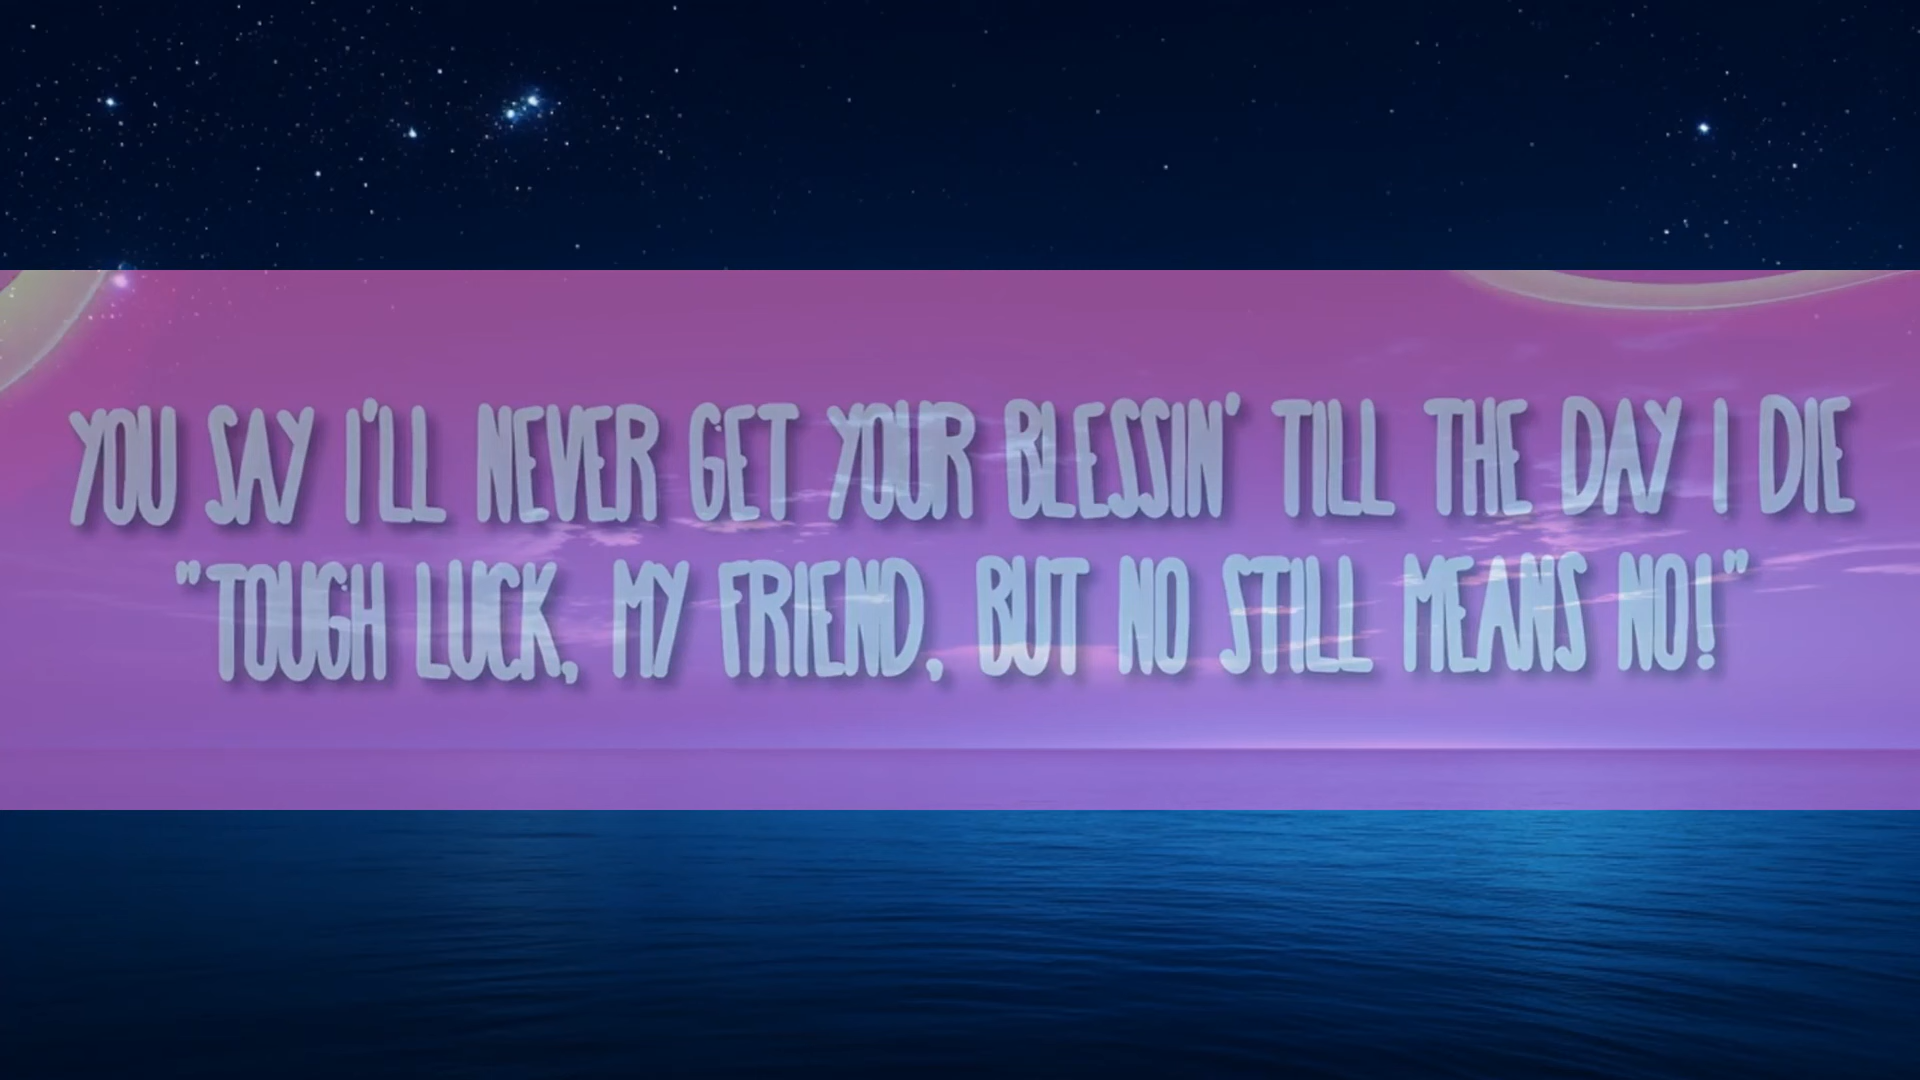 YOU SAY I'LL NEVER GET YOUR BLESSIN' TILL THE DAY I DIE
"TOUGH LUCK, MY FRIEND, BUT NO STILL MEANS NO!"